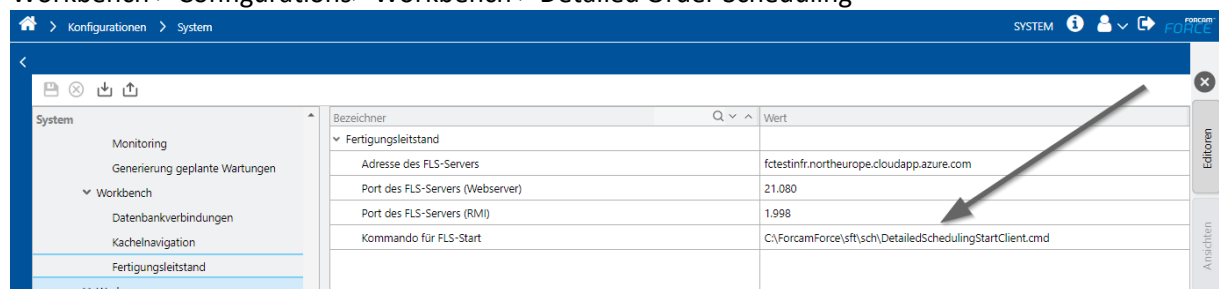 Workbench > Configurations> Workbench > Detailed Order Scheduling
> Konfigurationen > System
SYSTEM
FORCAM
FORCE
System
Monitoring
Generierung geplante Wartungen
Workbench
Datenbankverbindungen
Kachelnavigation
Fertigungsleitstand
Bezeichner
Wert
Fertigungsleitstand
Adresse des FLS-Servers
fctestinfr.northeurope.cloudapp.azure.com
Port des FLS-Servers (Webserver)
21.080
Port des FLS-Servers (RMI)
1.998
Kommando für FLS-Start
C:\ForcamForce\sft\sch\DetailedSchedulingStartClient.cmd
Editoren
Ansichten